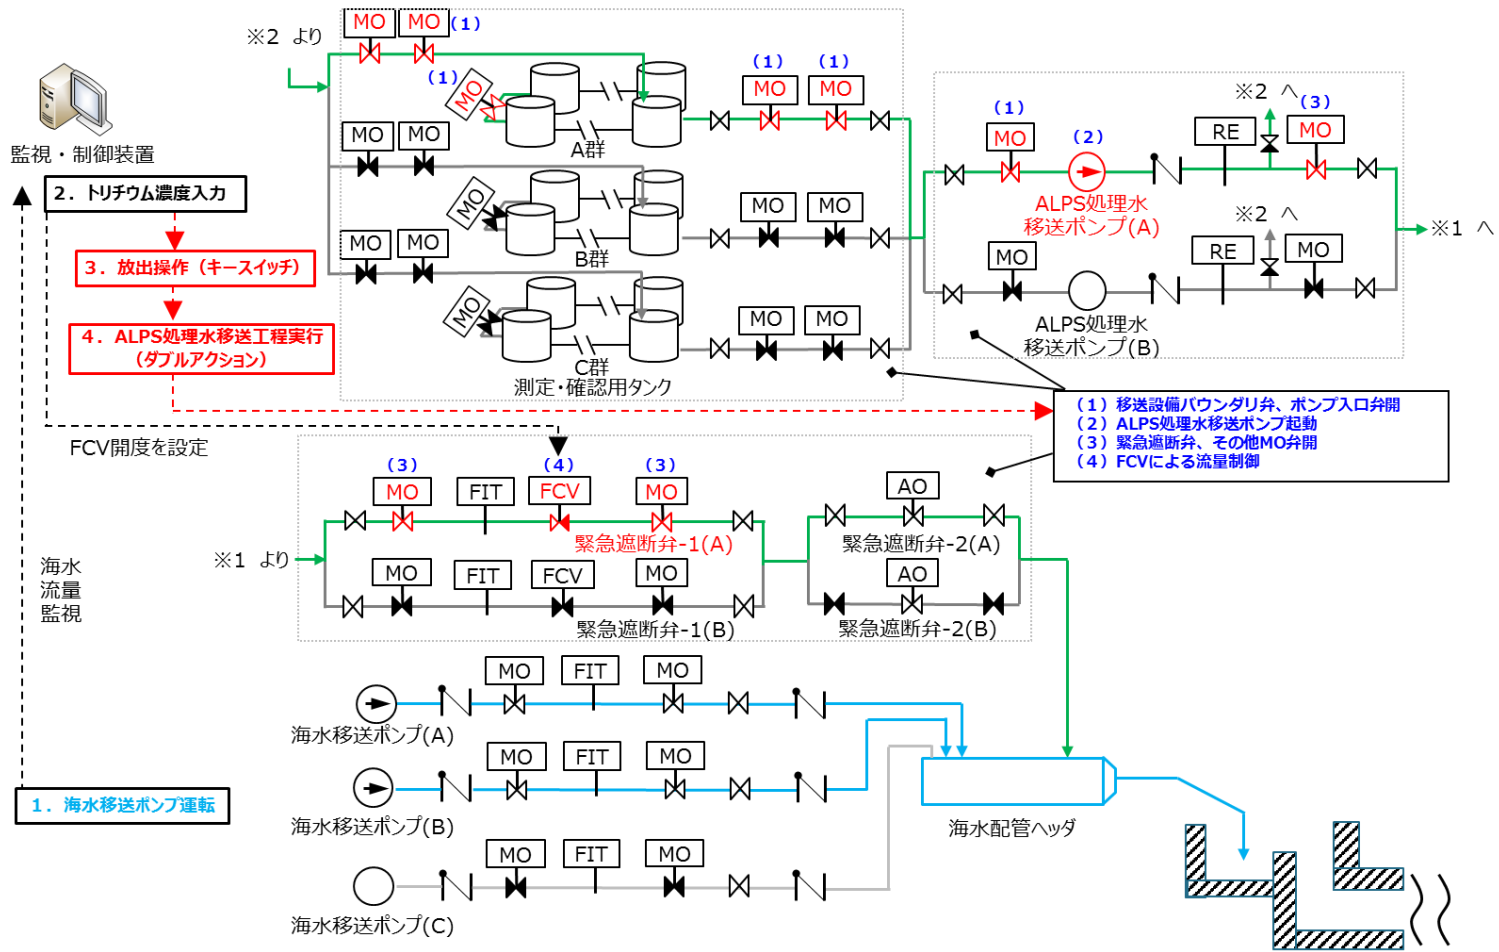 ※2 より
MO
MO
(1)
(1)
MO
A群
(1)
(1)
MO
MO
監視・制御装置
MO
MO
MO
B群
MO
MO
MO
MO
MO
C群
MO
MO
測定・確認用タンク
(1)
MO
(2)
ALPS処理水
移送ポンプ(A)
RE
※2 へ
(3)
MO
※1 へ
MO
ALPS処理水
移送ポンプ(B)
RE
※2 へ
MO
2．トリチウム濃度入力
3．放出操作（キースイッチ）
4．ALPS処理水移送工程実行
（ダブルアクション）
FCV開度を設定
（1）移送設備バウンダリ弁、ポンプ入口弁開
（2）ALPS処理水移送ポンプ起動
（3）緊急遮断弁、その他MO弁開
（4）FCVによる流量制御
(3)
MO
FIT
(4)
FCV
(3)
MO
緊急遮断弁-1(A)
AO
緊急遮断弁-2(A)
※1 より
MO
FIT
FCV
MO
緊急遮断弁-1(B)
AO
緊急遮断弁-2(B)
海水
流量
監視
MO
FIT
MO
海水移送ポンプ(A)
MO
FIT
MO
海水移送ポンプ(B)
1．海水移送ポンプ運転
MO
FIT
MO
海水移送ポンプ(C)
海水配管ヘッダ